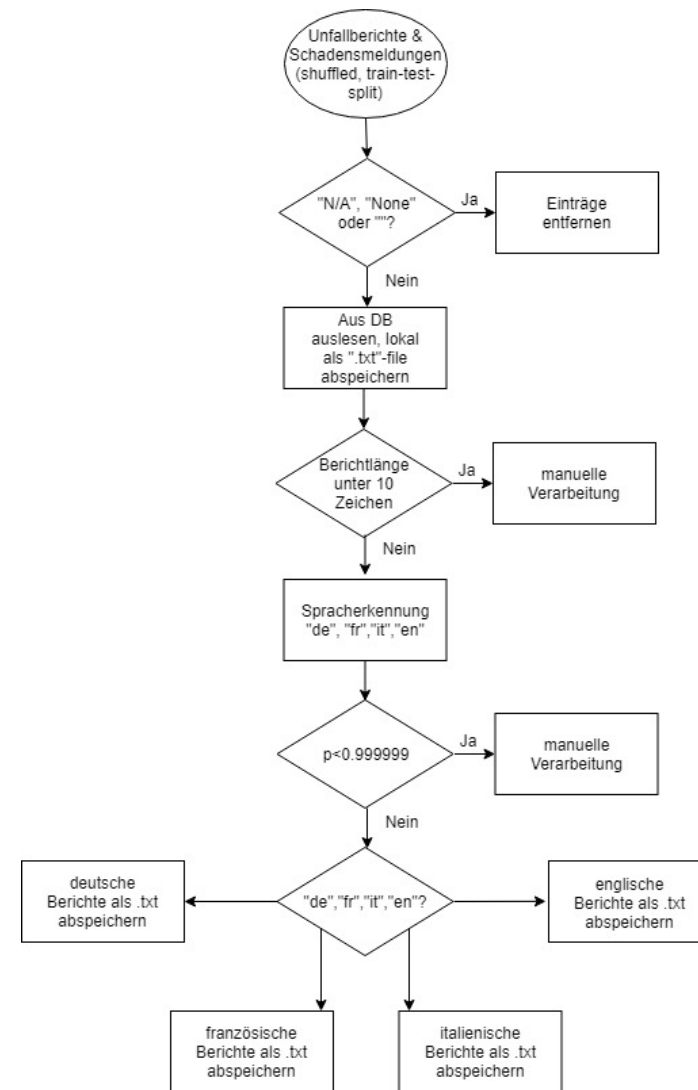 Unfallberichte &
Schadensmeldungen
(shuffled, train-test-
split)
"N/A", "None"
oder ""?
Ja
Einträge
entfernen
Nein
Aus DB
auslesen, lokal
als ".txt"-file
abspeichern
Berichtlänge
unter 10
Zeichen
Ja
manuelle
Verarbeitung
Nein
Spracherkennung
"de", "fr","it","en"
p<0.999999
Ja
manuelle
Verarbeitung
Nein
"de","fr","it","en"?
deutsche
Berichte als .txt
abspeichern
englische
Berichte als .txt
abspeichern
französische
Berichte als .txt
abspeichern
italienische
Berichte als .txt
abspeichern